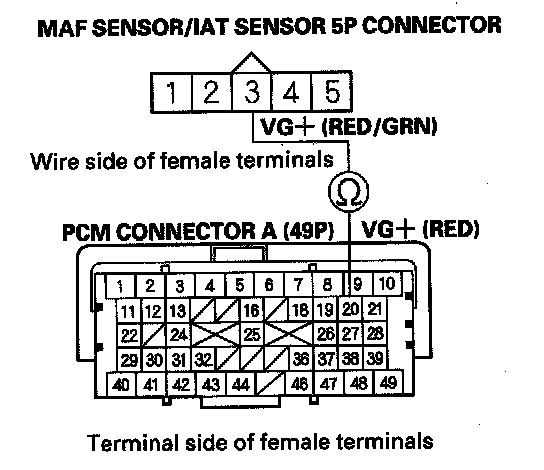 MAF SENSOR/IAT SENSOR 5P CONNECTOR
1 2 3 4 5
VG+ (RED/GRN)
Wire side of female terminals
Ω
PCM CONNECTOR A (49P) VG+ (RED)
1 2 3 4 5 6 7 8 9 10
11 12 13 16 18 19 20 21
22 24 25 26 27 28
29 30 31 32 36 37 38 39
40 41 42 43 44 46 47 48 49
Terminal side of female terminals